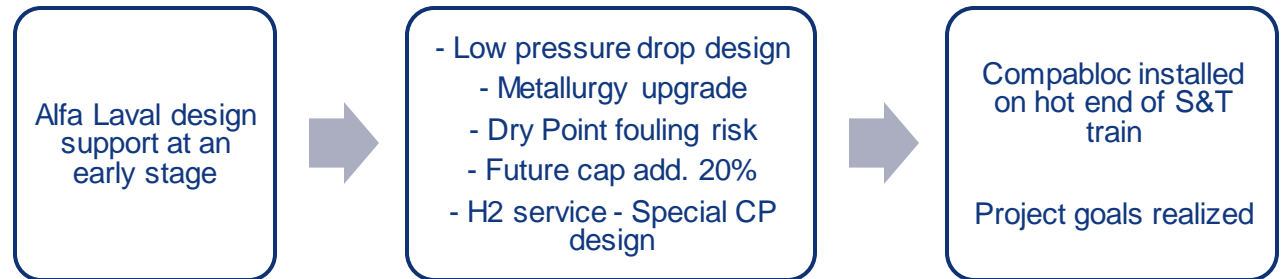 Alfa Laval design
support at an
early stage
- Low pressure drop design
- Metallurgy upgrade
- Dry Point fouling risk
- Future cap add. 20%
- H2 service - Special CP
design
Compabloc installed
on hot end of S&T
train
Project goals realized